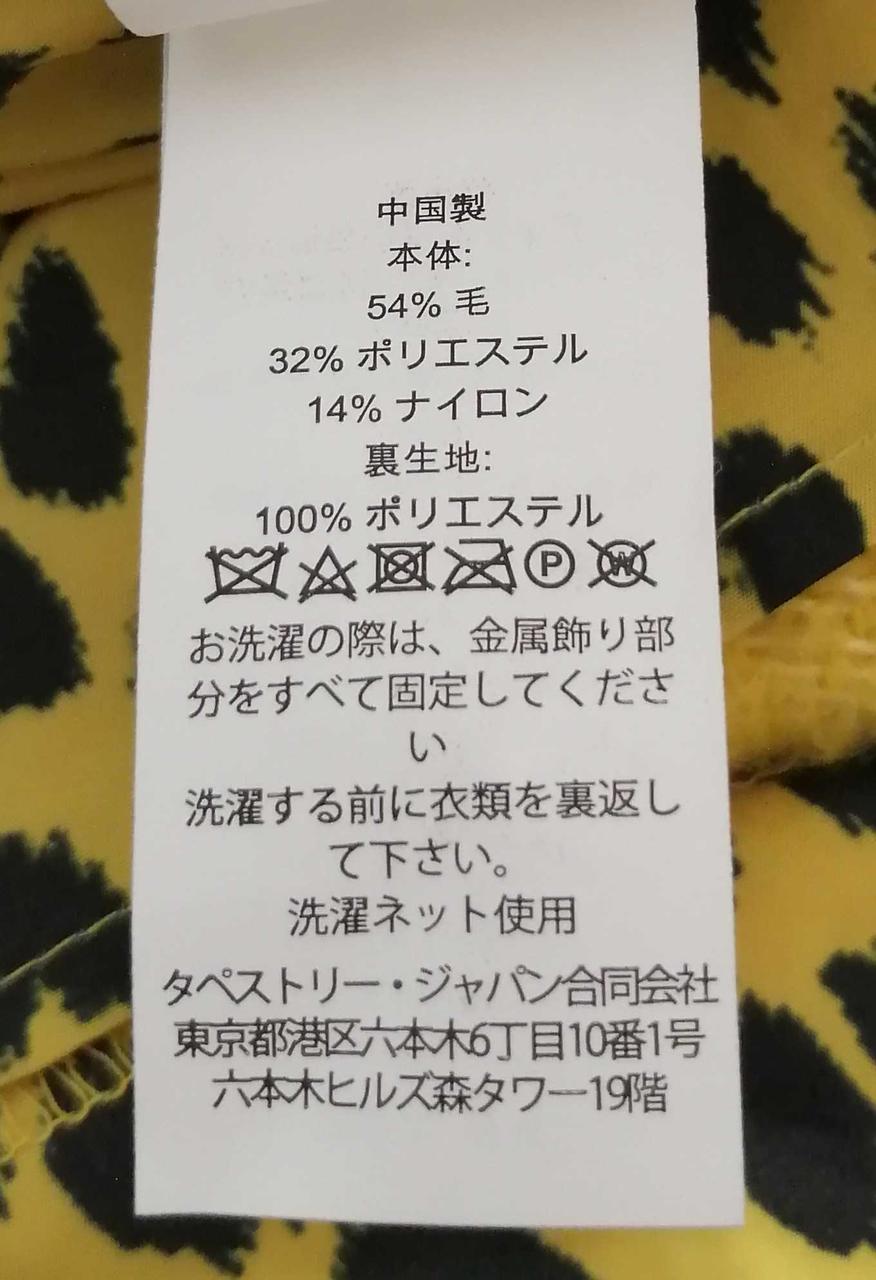 中国製
本体:
54% 毛
32% ポリエステル
14% ナイロン
裏生地:
100% ポリエステル
P W
お洗濯の際は、金属飾り部
分をすべて固定してくださ
い
洗濯する前に衣類を裏返し
て下さい。
洗濯ネット使用
タペストリー・ジャパン合同会社
東京都港区六本木6丁目10番1号
六本木ヒルズ森タワー19階